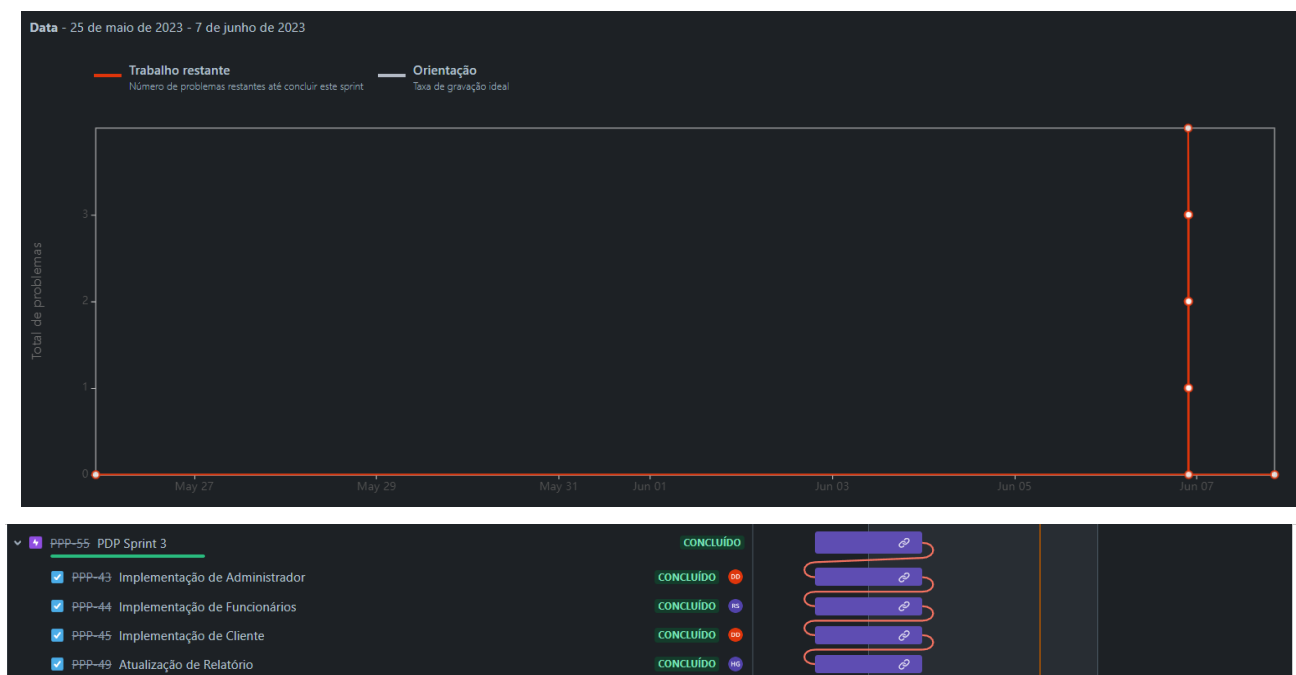 Data - 25 de maio de 2023 - 7 de junho de 2023
Trabalho restante
Número de problemas restantes até concluir este sprint
Orientação
Taxa de gravação ideal
Total de problemas
3
2
1
0
May 27 May 29 May 31 Jun 01 Jun 03 Jun 05 Jun 07
PPP-55 PDP Sprint 3 CONCLUÍDO
PPP-43 Implementação de Administrador CONCLUÍDO DD
PPP-44 Implementação de Funcionários CONCLUÍDO RS
PPP-45 Implementação de Cliente CONCLUÍDO DD
PPP-49 Atualização de Relatório CONCLUÍDO HG